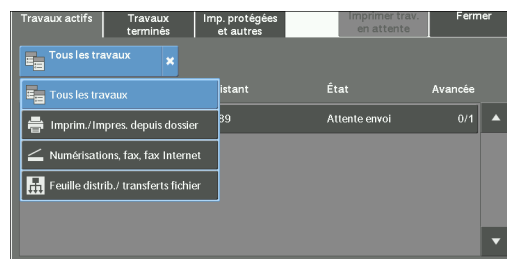 Travaux actifs
Travaux terminés
Imp. protégées et autres
Imprimer trav. en attente
Fermer
Tous les travaux
istant
État
Avancée
Tous les travaux
89
Attente envoi
0/1
Imprim./Impres. depuis dossier
Numérisations, fax, fax Internet
Feuille distrib./ transferts fichier